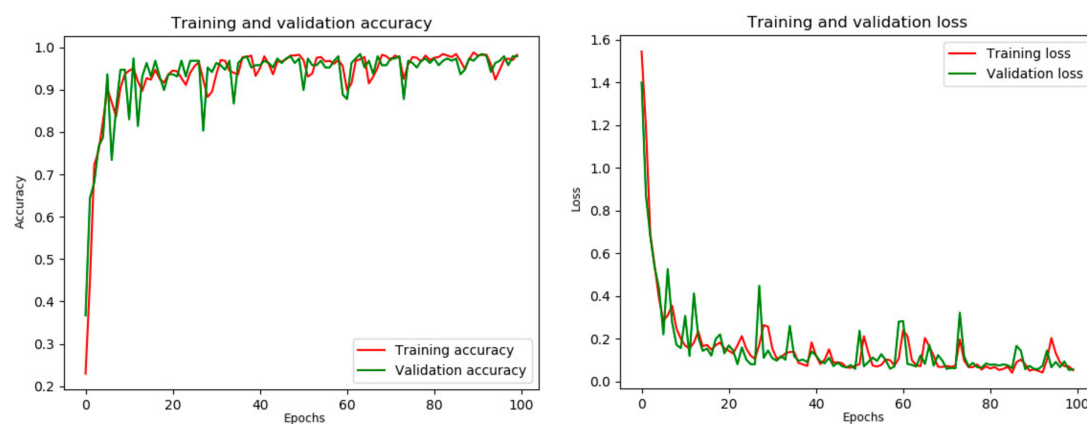 Training and validation accuracy
1.0
0.9
0.8
0.7
0.6
0.5
0.4
0.3
0.2
Accuracy
Training accuracy
Validation accuracy
0 20 40 60 80 100
Epochs
Training and validation loss
1.6
1.4
1.2
1.0
0.8
0.6
0.4
0.2
0.0
Loss
Training loss
Validation loss
0 20 40 60 80 100
Epochs